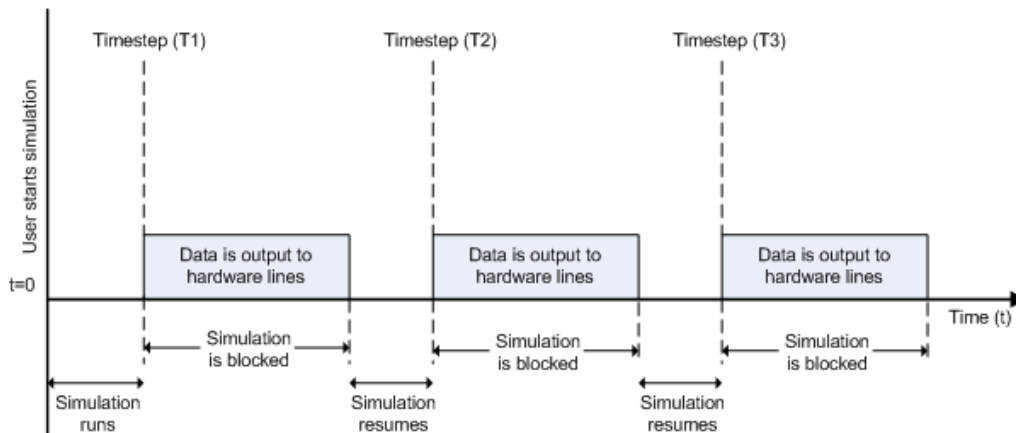 Timestep (T1)
Timestep (T2)
Timestep (T3)
User starts simulation
Data is output to
hardware lines
Data is output to
hardware lines
Data is output to
hardware lines
t=0
Time (t)
Simulation
is blocked
Simulation
is blocked
Simulation
is blocked
Simulation
runs
Simulation
resumes
Simulation
resumes